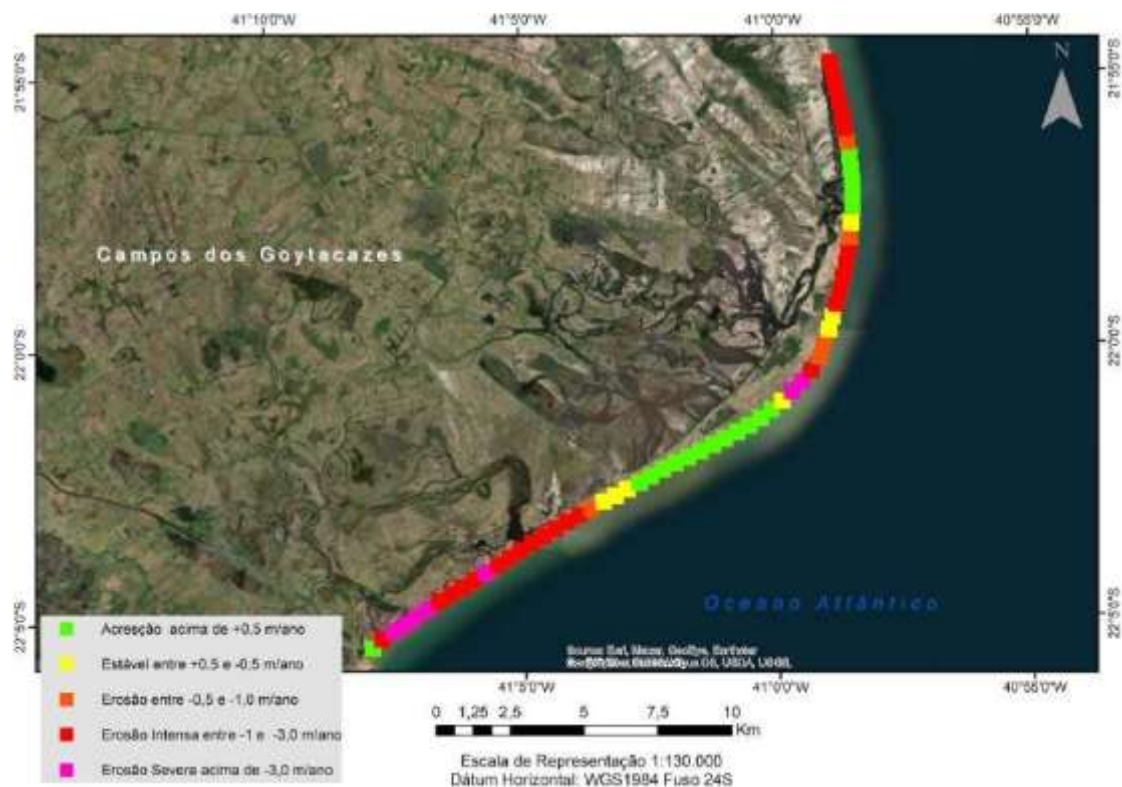 41°10'0"W 41°5'0"W 41°0'0"W 40°55'0"W
N
21°55'0"S 21°55'0"S
Campos dos Goytacazes
22°0'0"S 22°0'0"S
Oceano Atlântico
22°5'0"S 22°5'0"S
Acresção acima de +0,5 m/ano
Estável entre +0,5 e -0,5 m/ano
Erosão entre -0,5 e -1,0 m/ano
Erosão Intensa entre -1 e -3,0 m/ano
Erosão Severa acima de -3,0 m/ano
41°5'0"W 41°0'0"W 40°55'0"W
0 1,25 2,5 5 7,5 10
Km
Escala de Representação 1:130.000
Dátum Horizontal: WGS1984 Fuso 24S